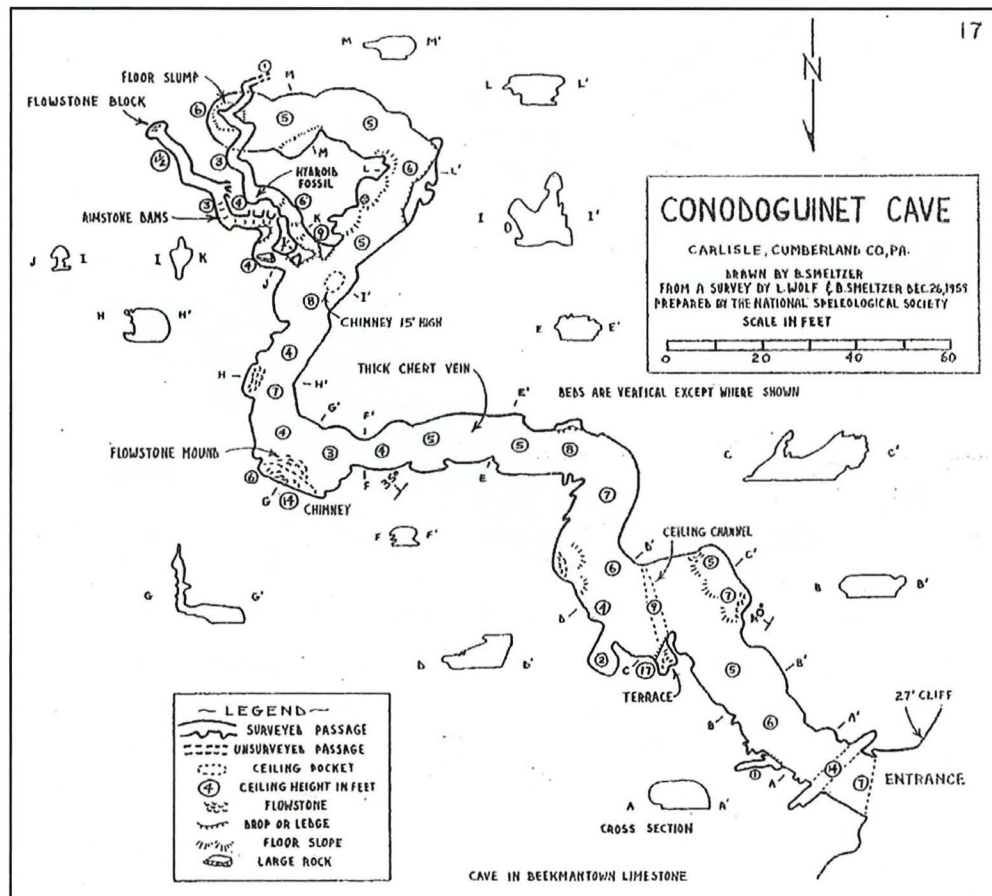 17
N
M M'
FLOOR SLUMP
FLOWSTONE BLOCK
HYDROID
FOSSIL
RIMSTONE DAMS
L L'
I I'
J I
I K
H H'
CONODOGUINET CAVE
CARLISLE, CUMBERLAND CO, PA.
DRAWN BY B. SMELTZER
FROM A SURVEY BY L. WOLF & B. SMELTZER DEC. 26, 1959
PREPARED BY THE NATIONAL SPELEOLOGICAL SOCIETY
SCALE IN FEET
0 20 40 60
E E'
CHIMNEY 15' HIGH
THICK CHERT VEIN
BEDS ARE VERTICAL EXCEPT WHERE SHOWN
FLOWSTONE MOUND
CHIMNEY
35°
C C'
F F'
CEILING CHANNEL
B B'
G G'
40°
D D'
TERRACE
27' CLIFF
ENTRANCE
A A'
CROSS SECTION
~ LEGEND ~
SURVEYED PASSAGE
UNSURVEYED PASSAGE
CEILING POCKET
4 CEILING HEIGHT IN FEET
FLOWSTONE
DROP OR LEDGE
FLOOR SLOPE
LARGE ROCK
CAVE IN BEEKMANTOWN LIMESTONE